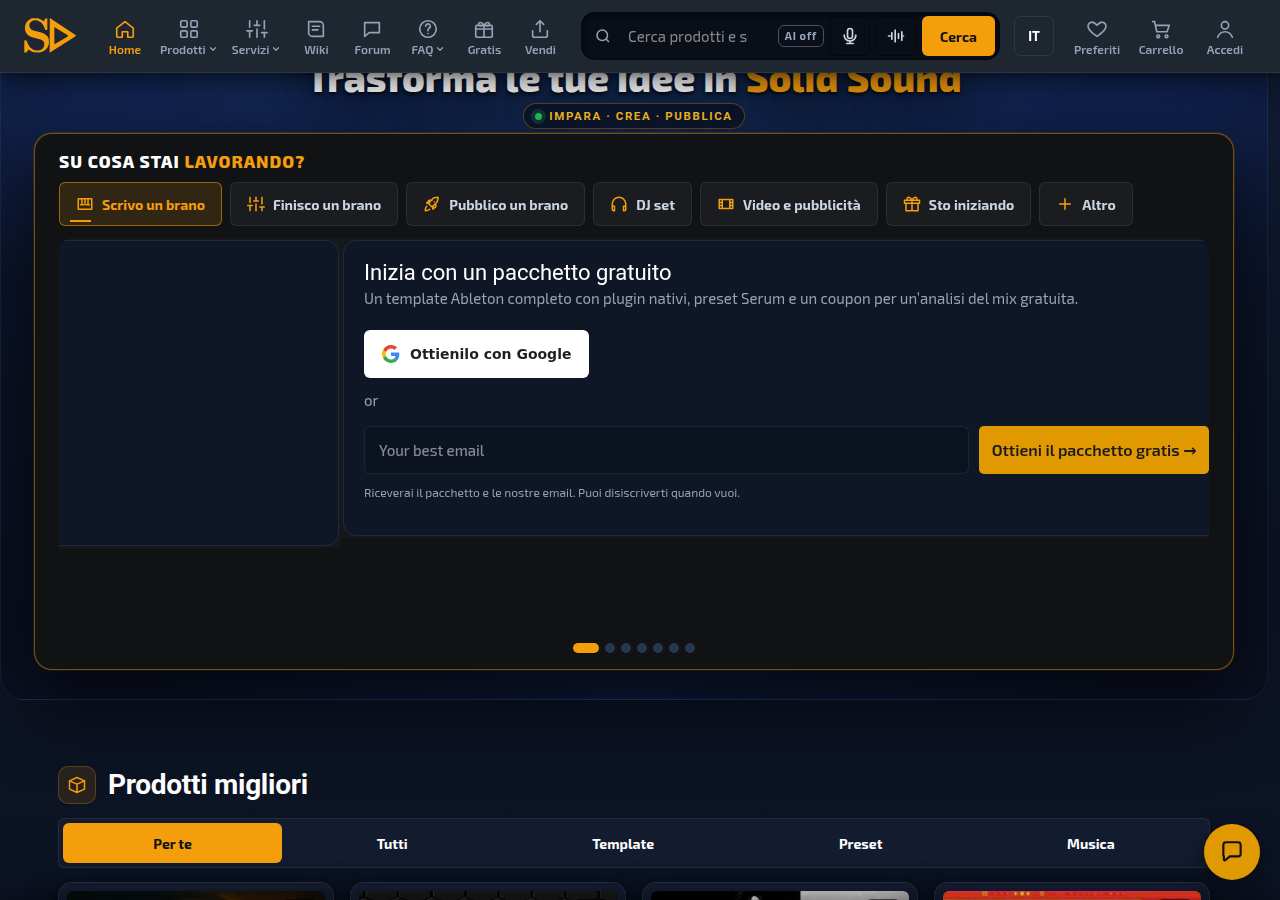 Home
Prodotti
Servizi
Wiki
Forum
FAQ
Gratis
Vendi
Cerca prodotti e s
AI off
Cerca
IT
Preferiti
Carrello
Accedi
Trasforma le tue idee in Solid Sound
IMPARA · CREA · PUBBLICA
SU COSA STAI LAVORANDO?
Scrivo un brano
Finisco un brano
Pubblico un brano
DJ set
Video e pubblicità
Sto iniziando
Altro
Inizia con un pacchetto gratuito
Un template Ableton completo con plugin nativi, preset Serum e un coupon per un'analisi del mix gratuita.
Ottienilo con Google
or
Your best email
Ottieni il pacchetto gratis →
Riceverai il pacchetto e le nostre email. Puoi disiscriverti quando vuoi.
Prodotti migliori
Per te
Tutti
Template
Preset
Musica